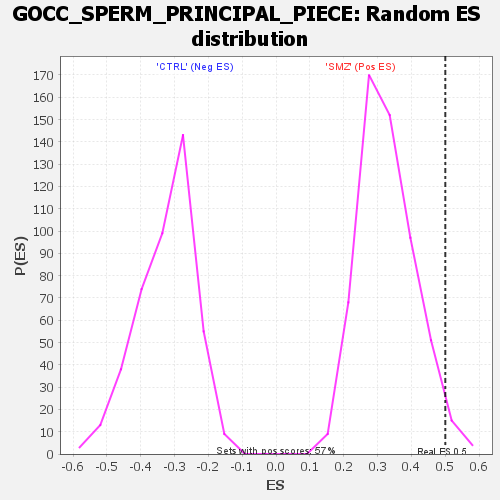 GOCC_SPERM_PRINCIPAL_PIECE: Random ES
distribution
'CTRL' (Neg ES)
'SMZ' (Pos ES)
170
160
150
140
130
120
110
100
90
80
70
60
50
40
30
20
10
0
P(ES)
Sets with pos scores: 57%
Real ES 0.5
-0.6 -0.5 -0.4 -0.3 -0.2 -0.1 0.0 0.1 0.2 0.3 0.4 0.5 0.6
ES